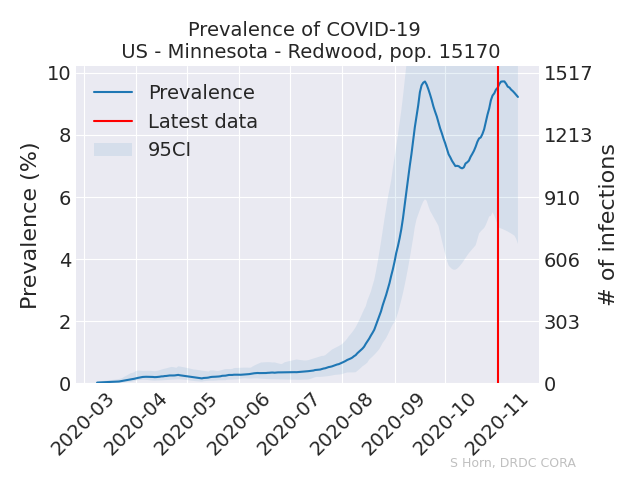 Prevalence of COVID-19
US - Minnesota - Redwood, pop. 15170
Prevalence
Latest data
95CI
Prevalence (%)
10
8
6
4
2
0
1517
1213
910
606
303
0
# of infections
2020-03
2020-04
2020-05
2020-06
2020-07
2020-08
2020-09
2020-10
2020-11
S Horn, DRDC CORA